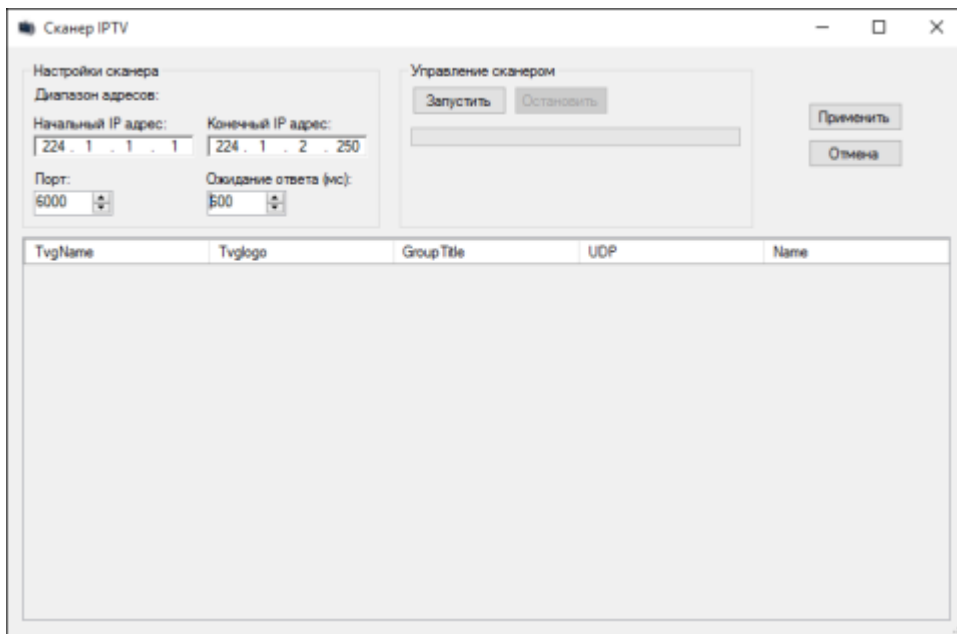 Сканер IPTV
Настройки сканера
Диапазон адресов:
Начальный IP адрес: Конечный IP адрес:
224 . 1 . 1 . 1 224 . 1 . 2 . 250
Порт: Ожидание ответа (мс):
6000 500
Управление сканером
Запустить Остановить
Применить
Отмена
TvgName Tvglogo GroupTitle UDP Name